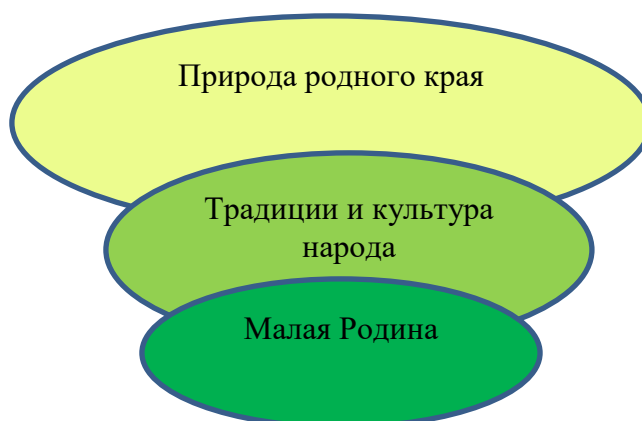 Природа родного края
Традиции и культура
народа
Малая Родина